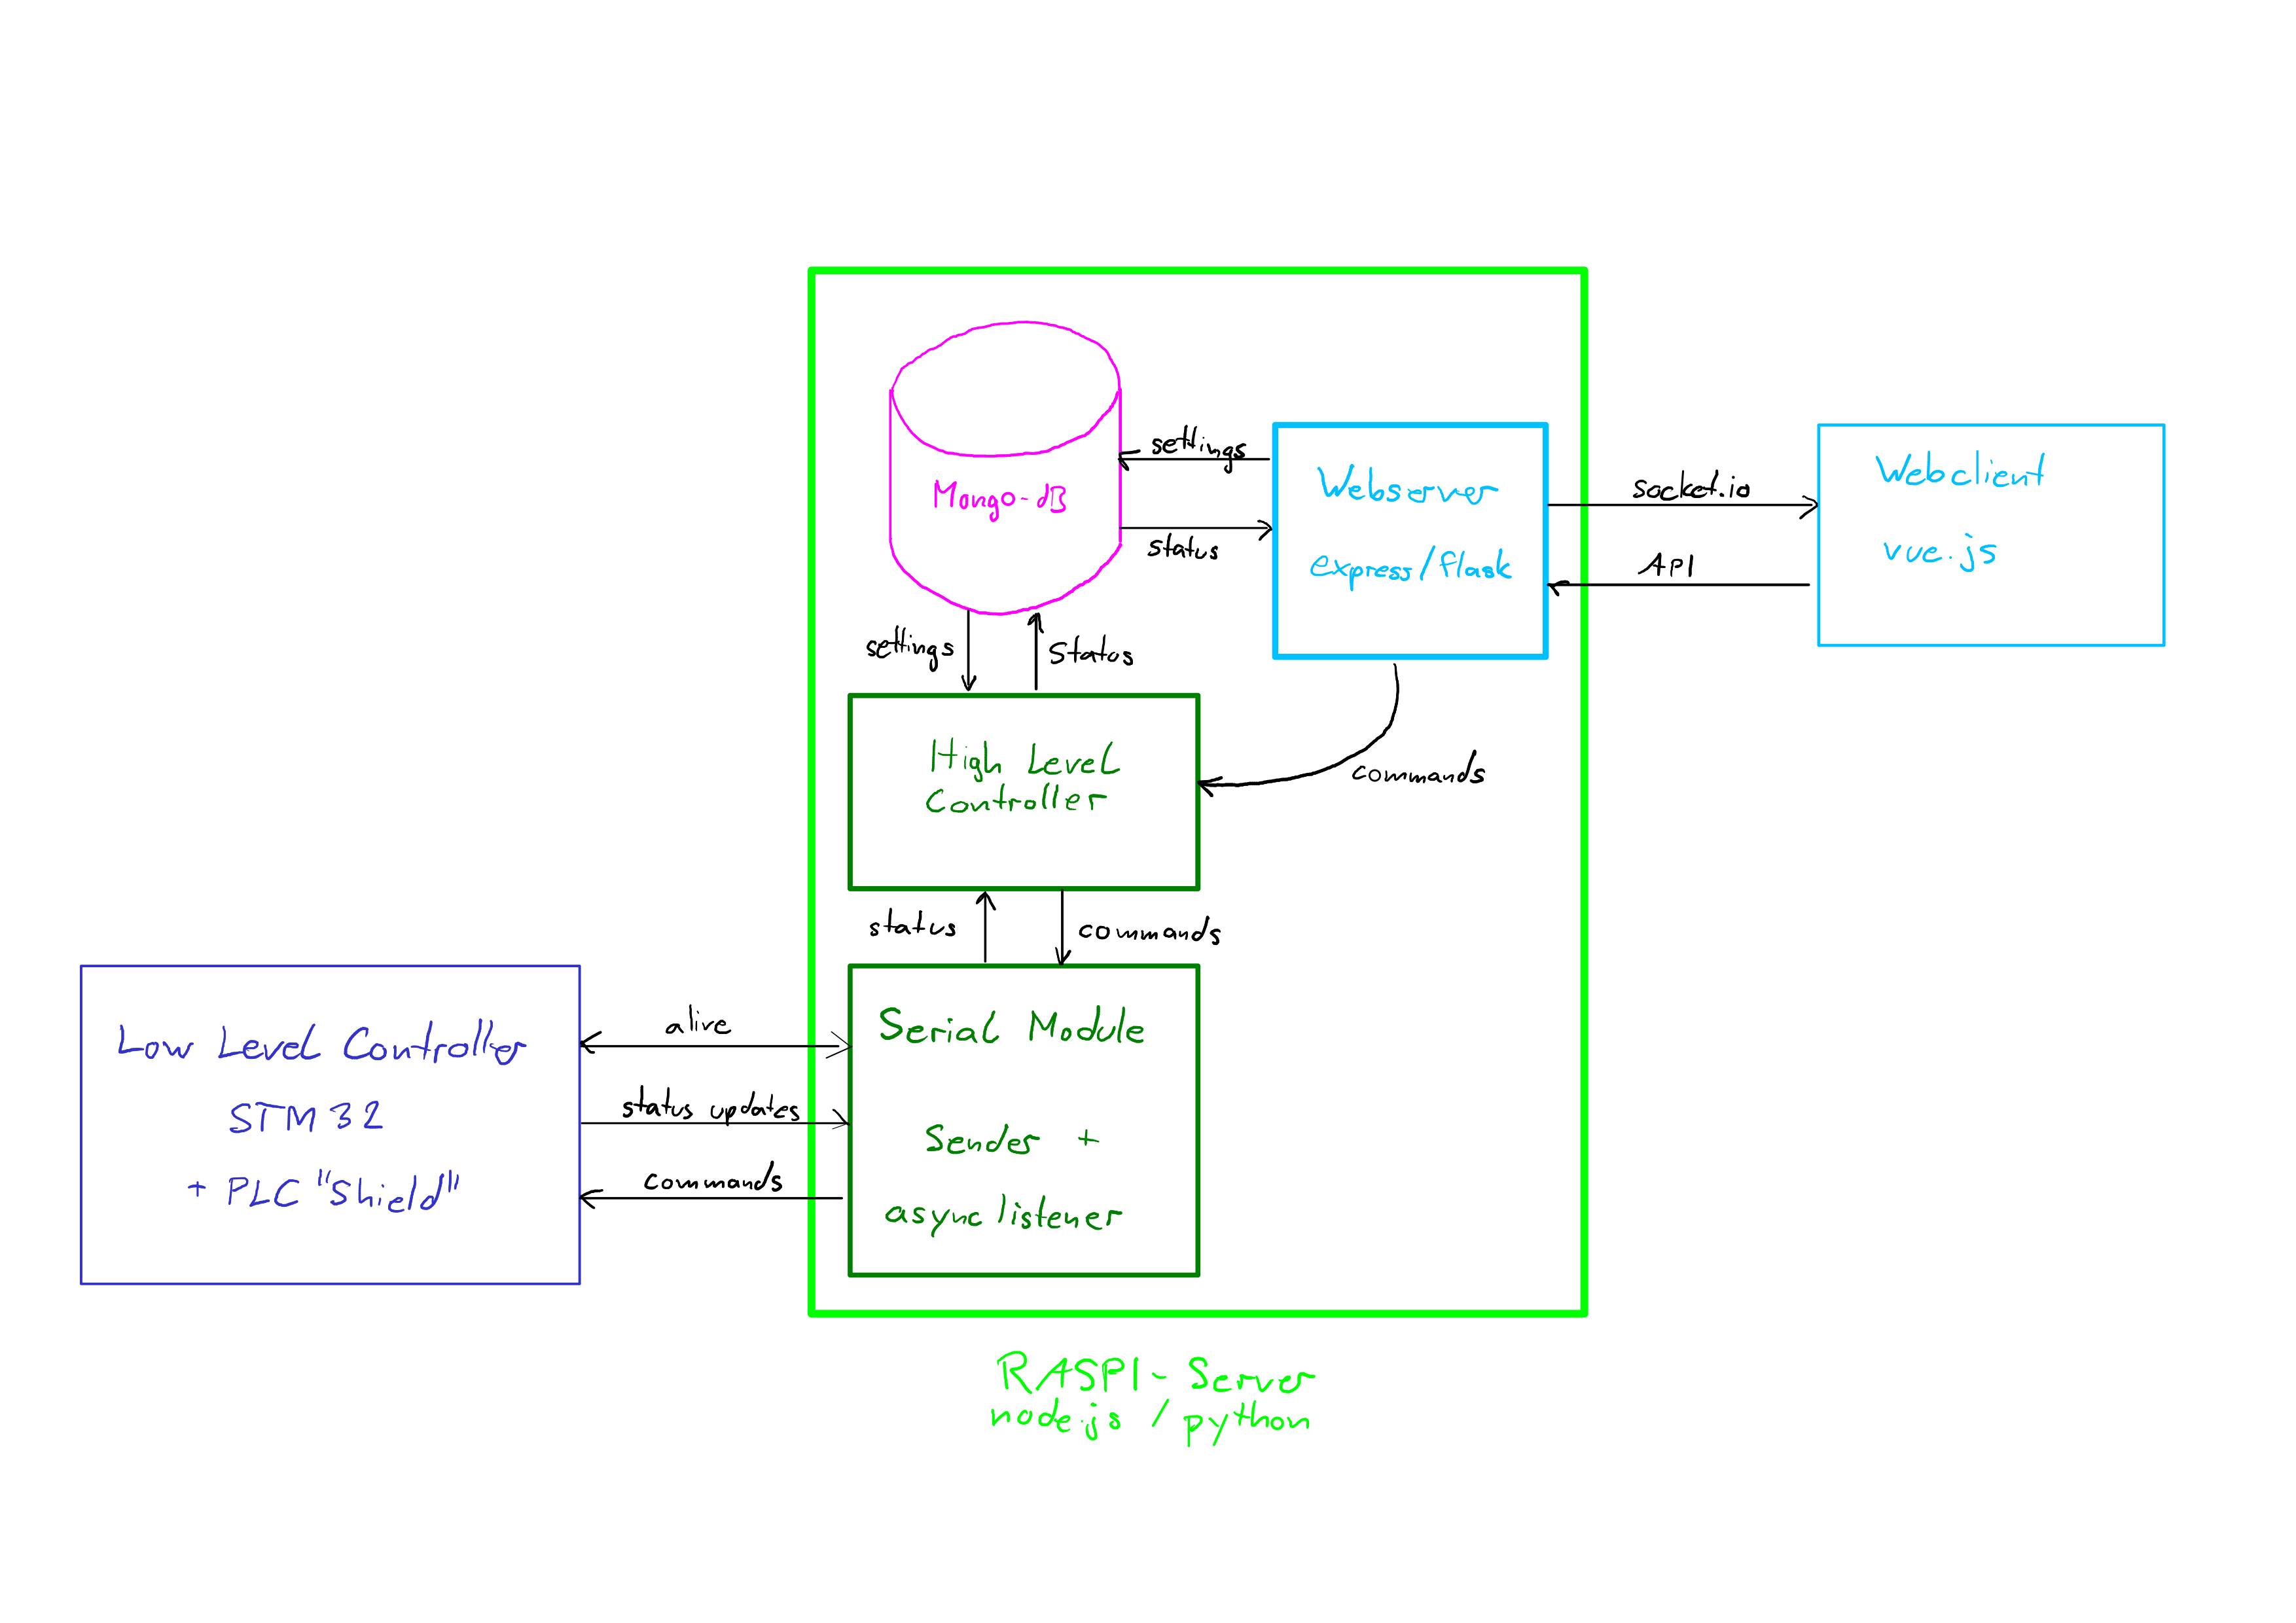 Mongo-dB
settings
status
Webserver
express/flask
socket.io
API
Webclient
vue.js
settings
Status
High Level
Controller
commands
status
commands
Low Level Controller
STM32
+ PLC "Shield"
alive
status updates
commands
Serial Module
Sender +
async listener
RASPI-Server
node.js / python